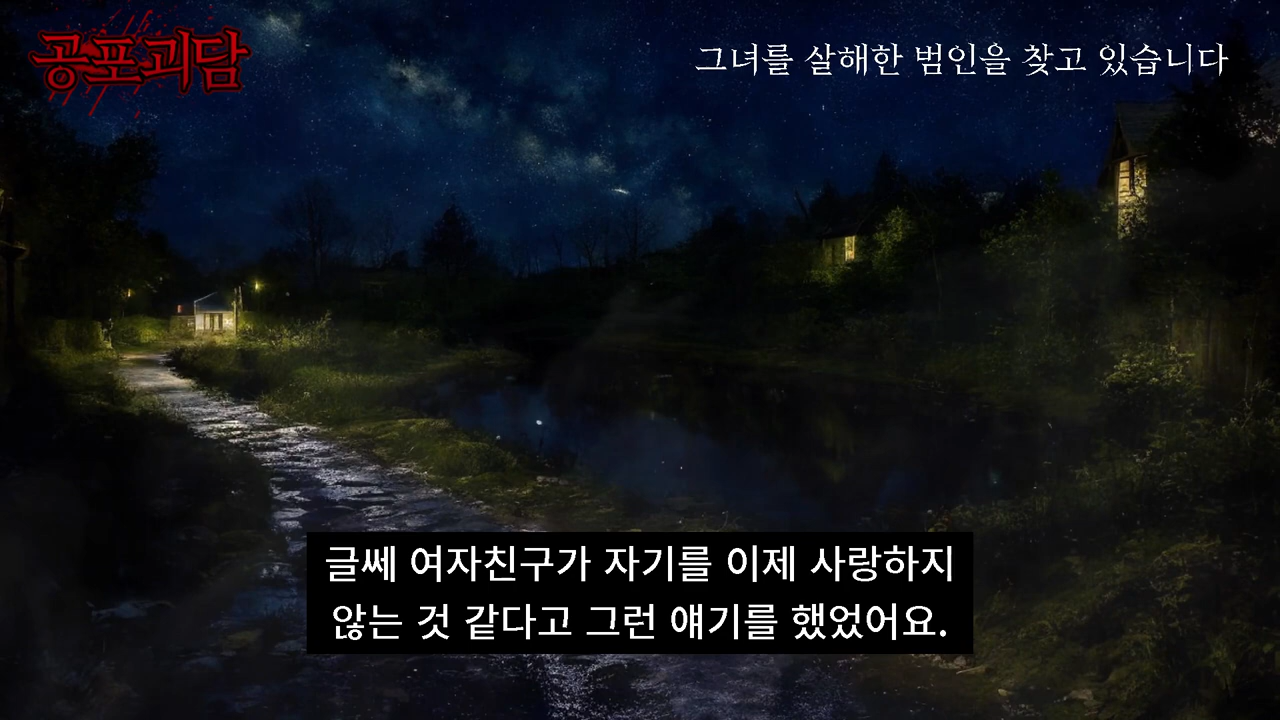 공포괴담
그녀를 살해한 범인을 찾고 있습니다
글쎄 여자친구가 자기를 이제 사랑하지
않는 것 같다고 그런 얘기를 했었어요.